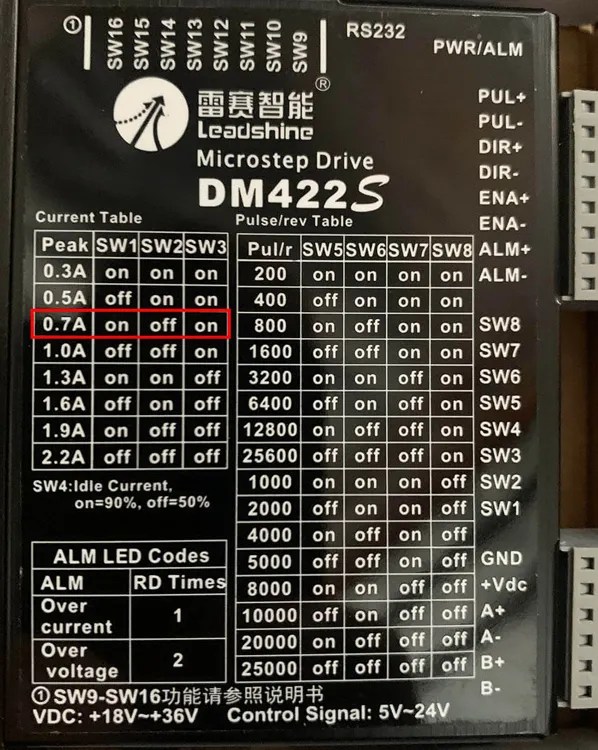 ① SW16 SW15 SW14 SW13 SW12 SW11 SW10 SW9
RS232
PWR/ALM
雷赛智能®
Leadshine
Microstep Drive
DM422S
Current Table
Peak SW1 SW2 SW3
0.3A on on on
0.5A off on on
0.7A on off on
1.0A off off on
1.3A on on off
1.6A off on off
1.9A on off off
2.2A off off off
SW4:Idle Current,
on=90%, off=50%
Pulse/rev Table
Pul/r SW5 SW6 SW7 SW8
200 on on on on
400 off on on on
800 on off on on
1600 off off on on
3200 on on off on
6400 off on off on
12800 on off off on
25600 off off off on
1000 on on on off
2000 off on on off
4000 on off on off
5000 off off on off
8000 on on off off
10000 off on off off
20000 on off off off
25000 off off off off
ALM LED Codes
ALM RD Times
Over current 1
Over voltage 2
① SW9-SW16功能请参照说明书
VDC: +18V~+36V Control Signal: 5V~24V
PUL+
PUL-
DIR+
DIR-
ENA+
ENA-
ALM+
ALM-
SW8
SW7
SW6
SW5
SW4
SW3
SW2
SW1
GND
+Vdc
A+
A-
B+
B-